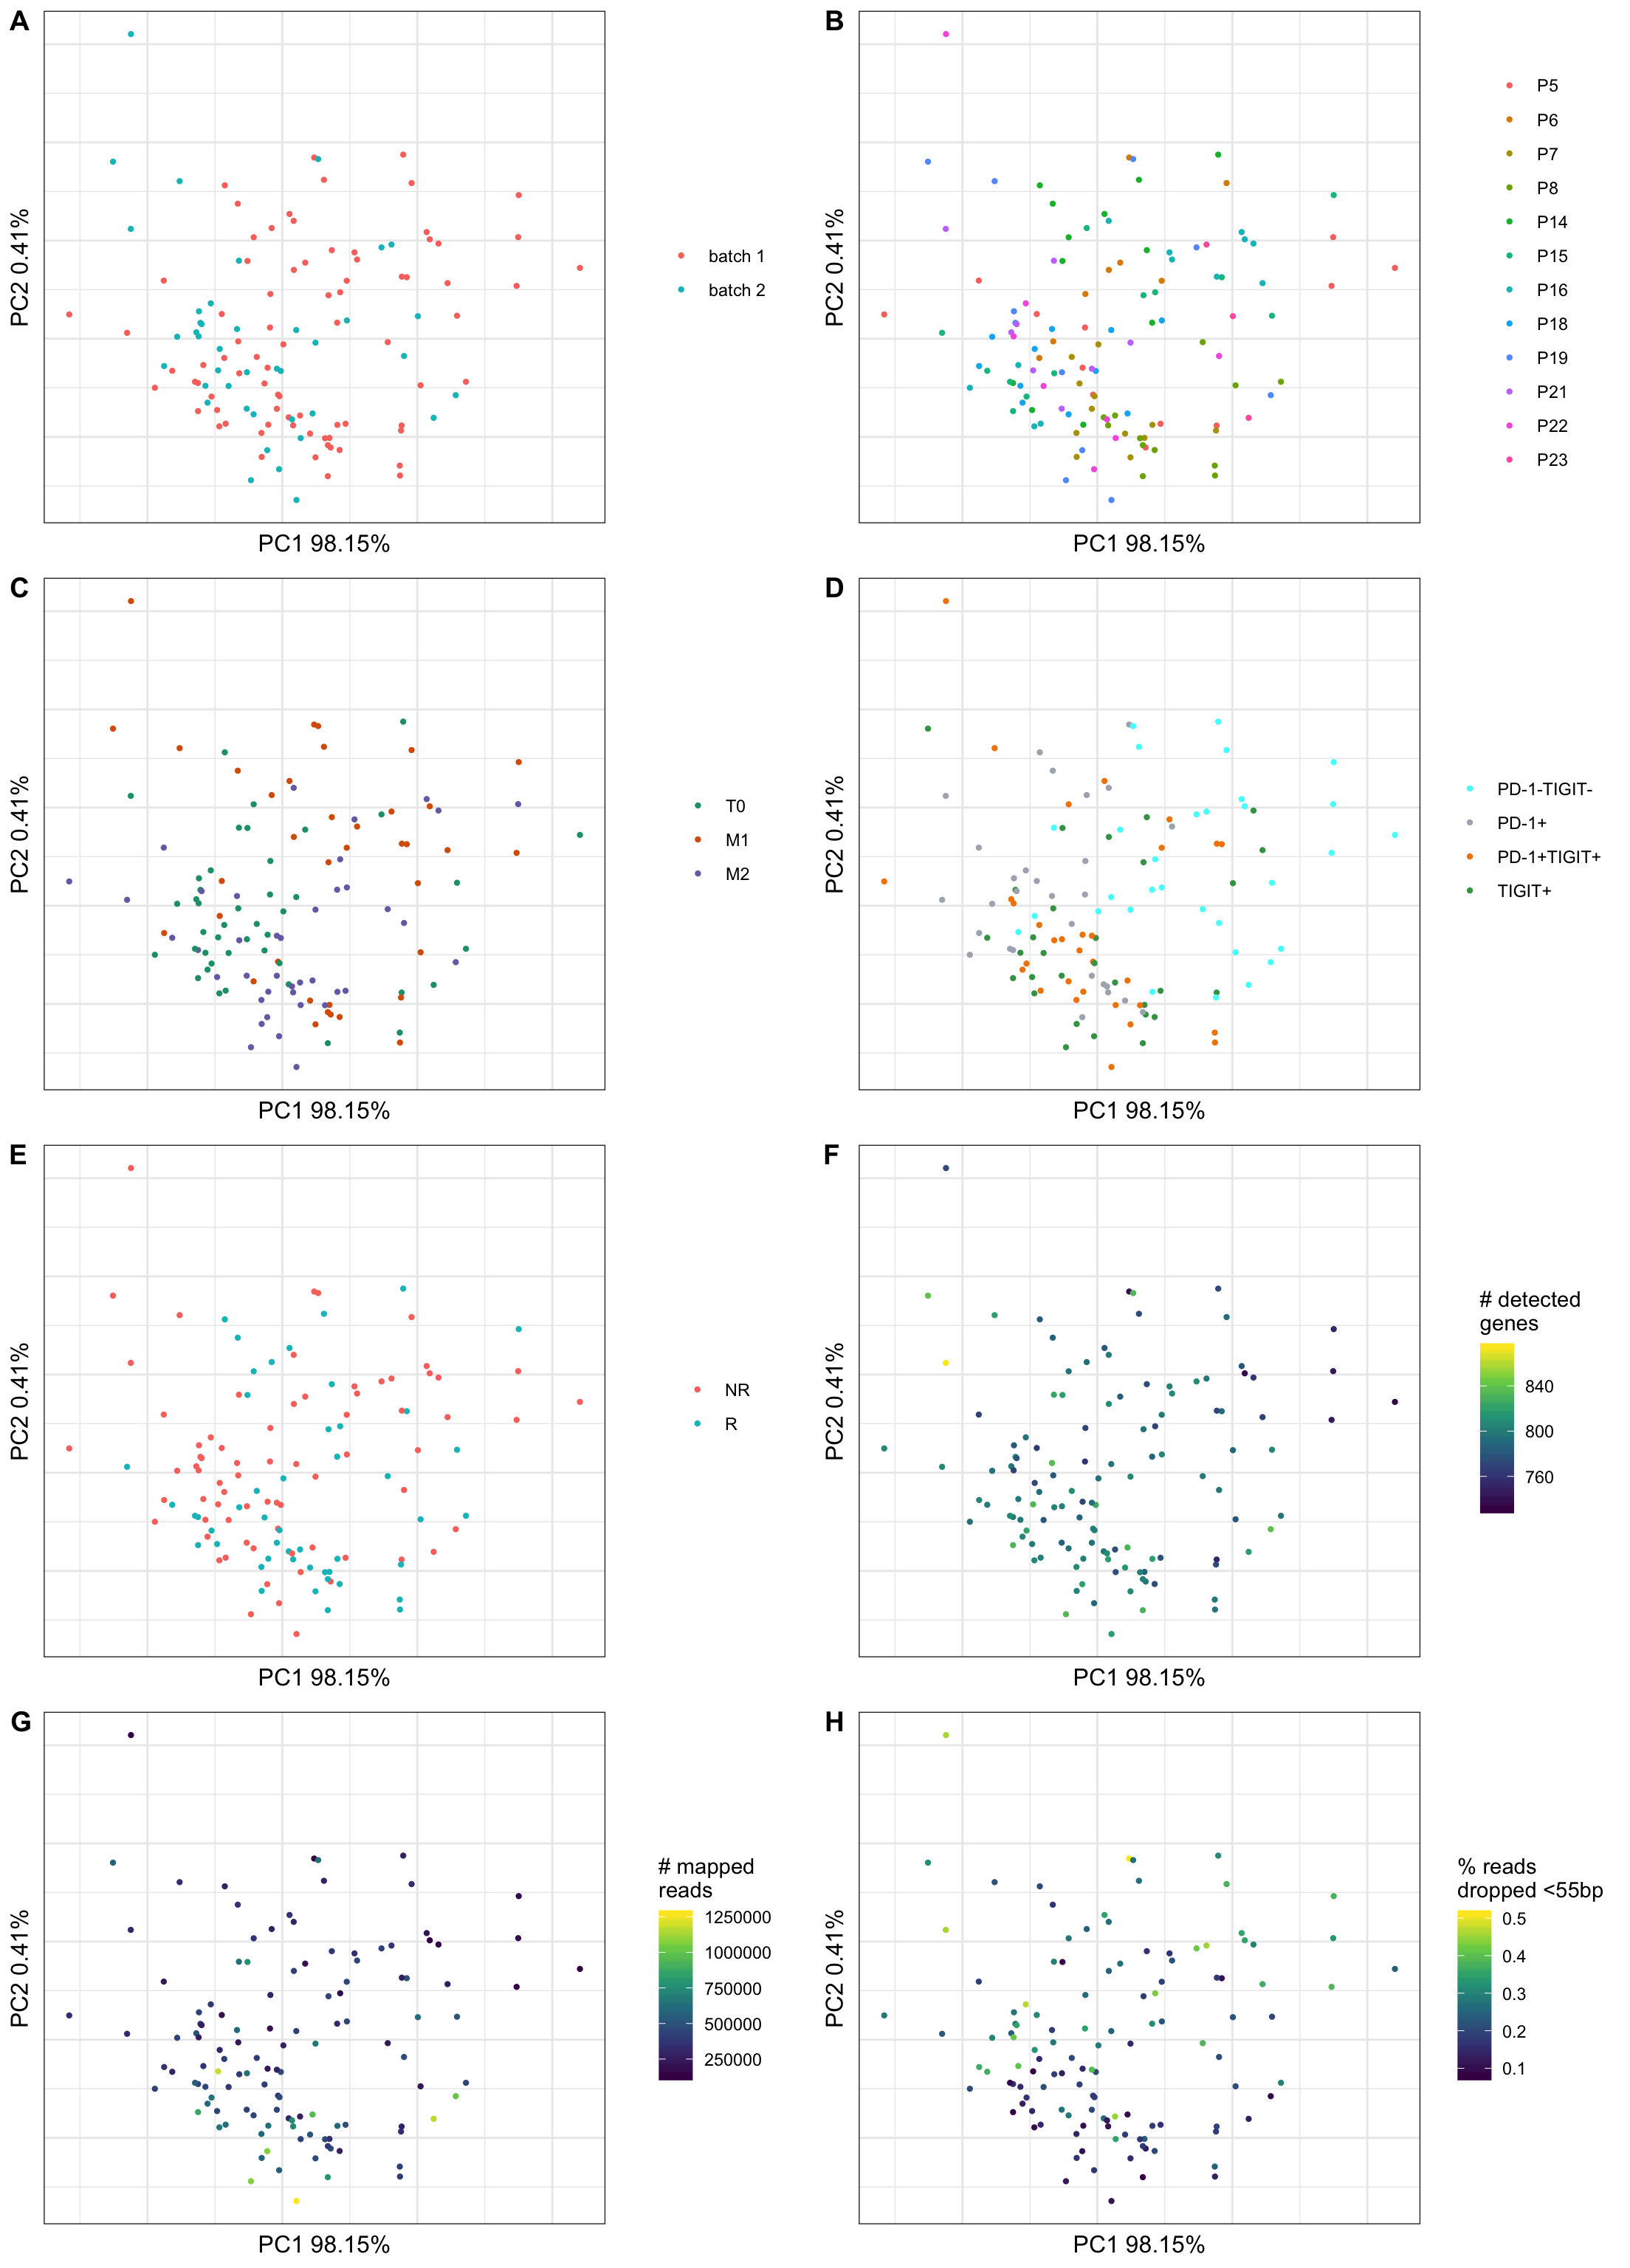 A
PC2 0.41%
PC1 98.15%
batch 1
batch 2
B
PC2 0.41%
PC1 98.15%
P5
P6
P7
P8
P14
P15
P16
P18
P19
P21
P22
P23
C
PC2 0.41%
PC1 98.15%
T0
M1
M2
D
PC2 0.41%
PC1 98.15%
PD-1-TIGIT-
PD-1+
PD-1+TIGIT+
TIGIT+
E
PC2 0.41%
PC1 98.15%
NR
R
F
PC2 0.41%
PC1 98.15%
# detected
genes
840
800
760
G
PC2 0.41%
PC1 98.15%
# mapped
reads
1250000
1000000
750000
500000
250000
H
PC2 0.41%
PC1 98.15%
% reads
dropped <55bp
0.5
0.4
0.3
0.2
0.1